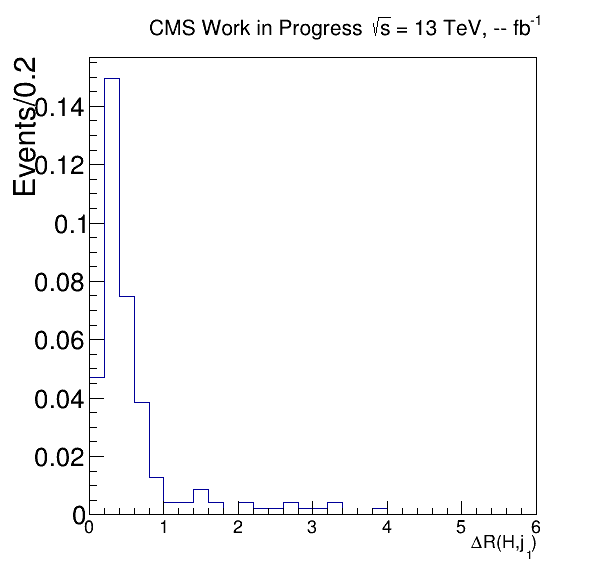 CMS Work in Progress √s = 13 TeV, -- fb⁻¹
Events/0.2
0.14
0.12
0.1
0.08
0.06
0.04
0.02
0
0 1 2 3 4 5 6
ΔR(H,j₁)